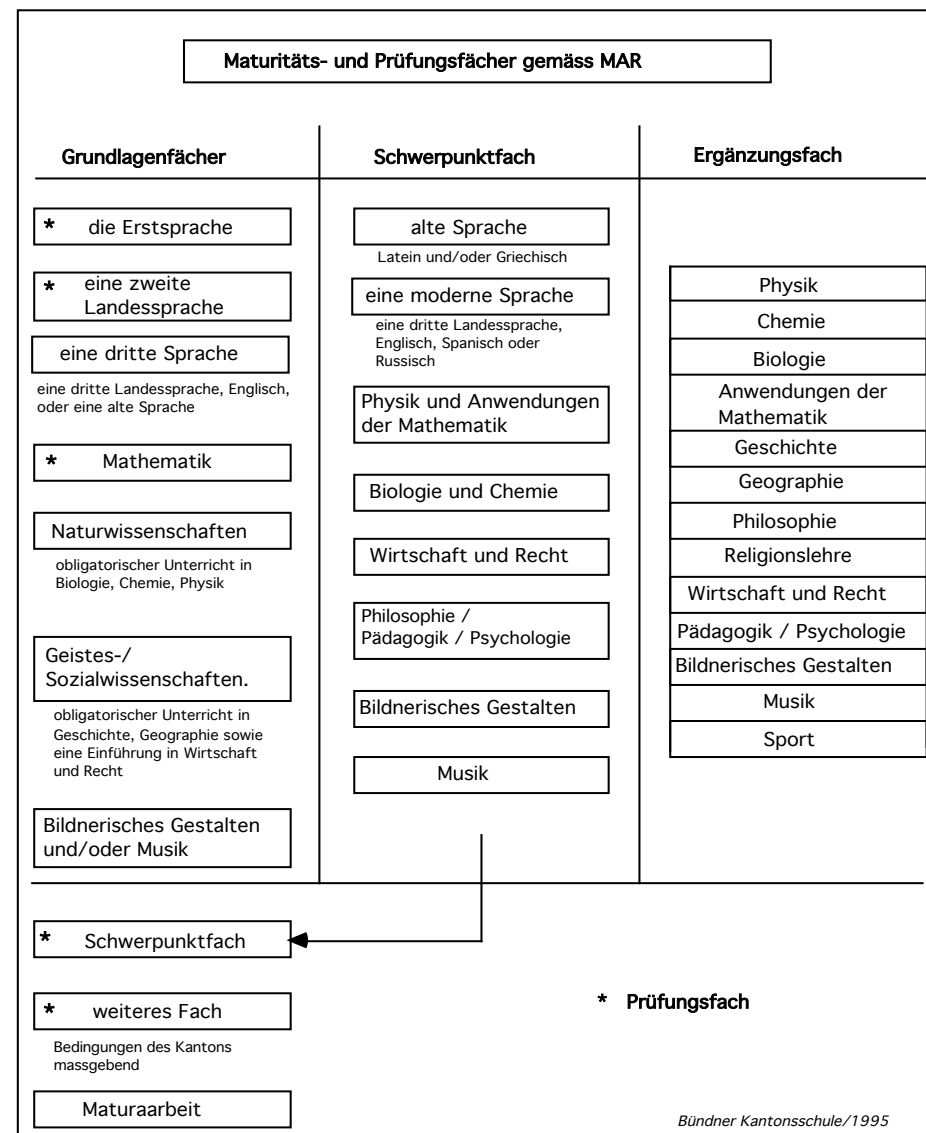 Maturitäts- und Prüfungsfächer gemäss MAR
Grundlagenfächer
* die Erstsprache
* eine zweite
Landessprache
eine dritte Sprache
eine dritte Landessprache, Englisch,
oder eine alte Sprache
* Mathematik
Naturwissenschaften
obligatorischer Unterricht in
Biologie, Chemie, Physik
Geistes-/
Sozialwissenschaften.
obligatorischer Unterricht in
Geschichte, Geographie sowie
eine Einführung in Wirtschaft
und Recht
Bildnerisches Gestalten
und/oder Musik
Schwerpunktfach
alte Sprache
Latein und/oder Griechisch
eine moderne Sprache
eine dritte Landessprache,
Englisch, Spanisch oder
Russisch
Physik und Anwendungen
der Mathematik
Biologie und Chemie
Wirtschaft und Recht
Philosophie /
Pädagogik / Psychologie
Bildnerisches Gestalten
Musik
Ergänzungsfach
Physik
Chemie
Biologie
Anwendungen der
Mathematik
Geschichte
Geographie
Philosophie
Religionslehre
Wirtschaft und Recht
Pädagogik / Psychologie
Bildnerisches Gestalten
Musik
Sport
* Schwerpunktfach
* weiteres Fach
Bedingungen des Kantons
massgebend
Maturaarbeit
* Prüfungsfach
Bündner Kantonsschule/1995